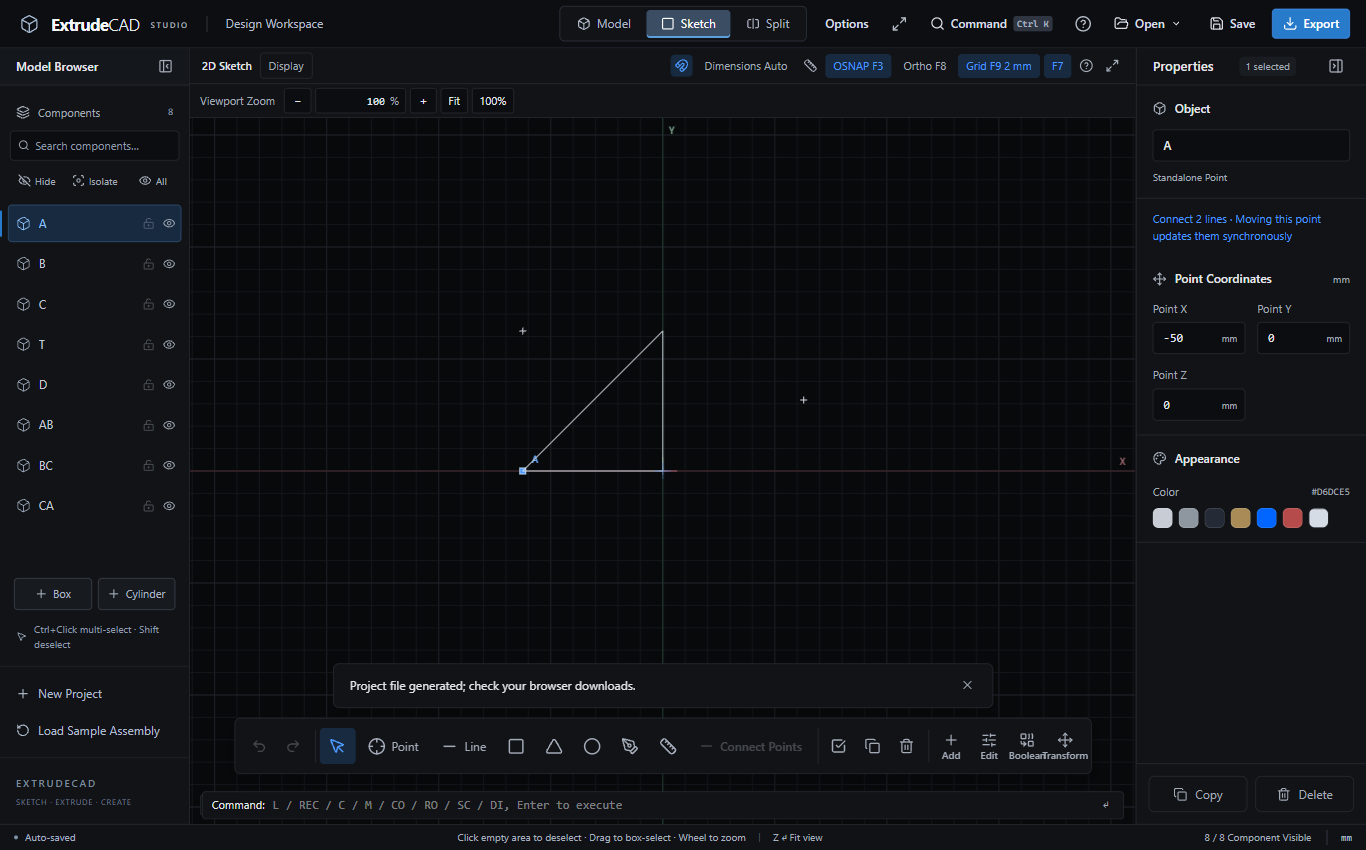 ExtrudeCAD STUDIO
Design Workspace
Model
Sketch
Split
Options
Command Ctrl K
Open
Save
Export
Model Browser
Components 8
Search components...
Hide
Isolate
All
A
B
C
T
D
AB
BC
CA
Box
Cylinder
Ctrl+Click multi-select · Shift
deselect
New Project
Load Sample Assembly
EXTRUDECAD
SKETCH · EXTRUDE · CREATE
2D Sketch
Display
Dimensions Auto
OSNAP F3
Ortho F8
Grid F9 2 mm
F7
Viewport Zoom
−
100 %
+
Fit
100%
Y
X
A
Project file generated; check your browser downloads.
Point
Line
Connect Points
Add
Edit
Boolean
Transform
Command: L / REC / C / M / CO / RO / SC / DI, Enter to execute
Properties
1 selected
Object
A
Standalone Point
Connect 2 lines · Moving this point
updates them synchronously
Point Coordinates mm
Point X Point Y
-50 mm 0 mm
Point Z
0 mm
Appearance
Color #D6DCE5
Copy
Delete
Auto-saved
Click empty area to deselect · Drag to box-select · Wheel to zoom
Z ↵ Fit view
8 / 8 Component Visible
mm